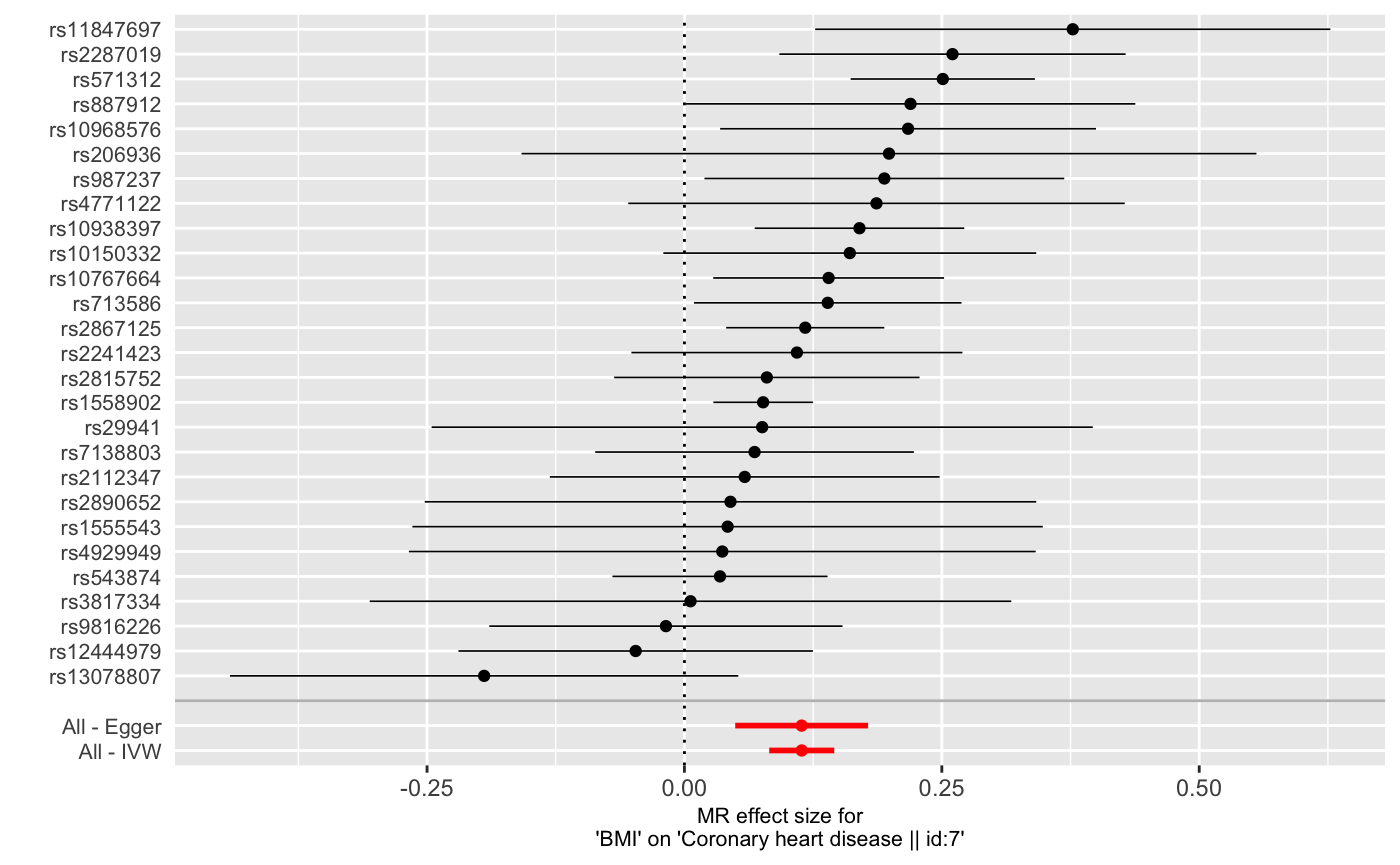 rs11847697
rs2287019
rs571312
rs887912
rs10968576
rs206936
rs987237
rs4771122
rs10938397
rs10150332
rs10767664
rs713586
rs2867125
rs2241423
rs2815752
rs1558902
rs29941
rs7138803
rs2112347
rs2890652
rs1555543
rs4929949
rs543874
rs3817334
rs9816226
rs12444979
rs13078807
All - Egger
All - IVW
-0.25 0.00 0.25 0.50
MR effect size for
'BMI' on 'Coronary heart disease || id:7'